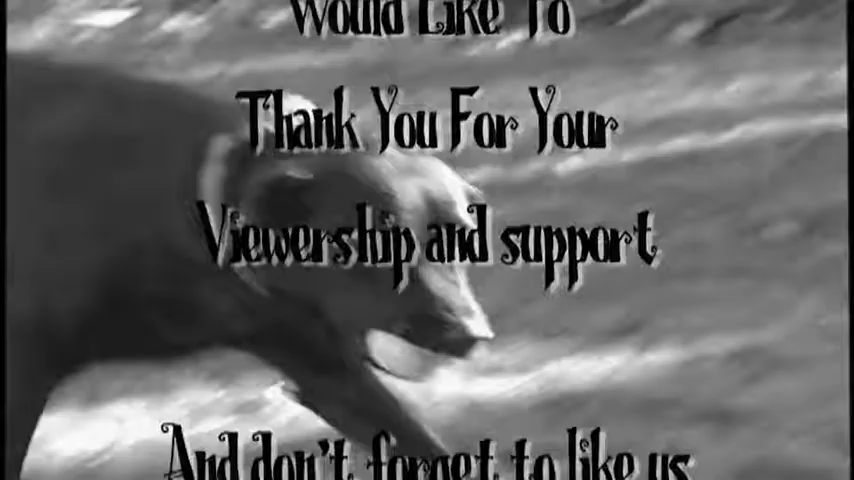 Would Like To
Thank You For Your
Viewership and support
And don't forget to like us